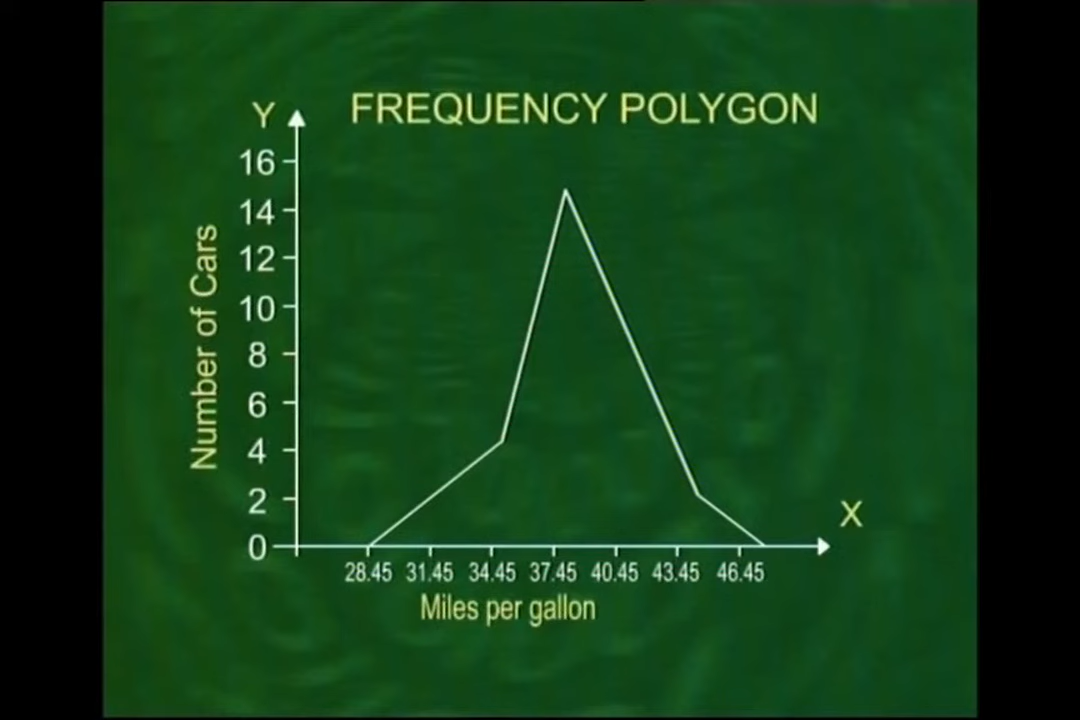 FREQUENCY POLYGON
Y
16
14
12
10
8
6
4
2
0
Number of Cars
X
28.45 31.45 34.45 37.45 40.45 43.45 46.45
Miles per gallon